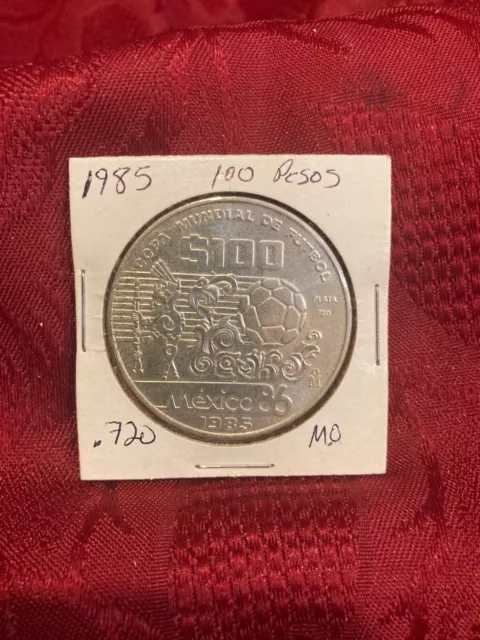 1985 100 Pesos
COPA MUNDIAL DE FUTBOL
$100
PLATA
720
México 86
1985
.720 MO